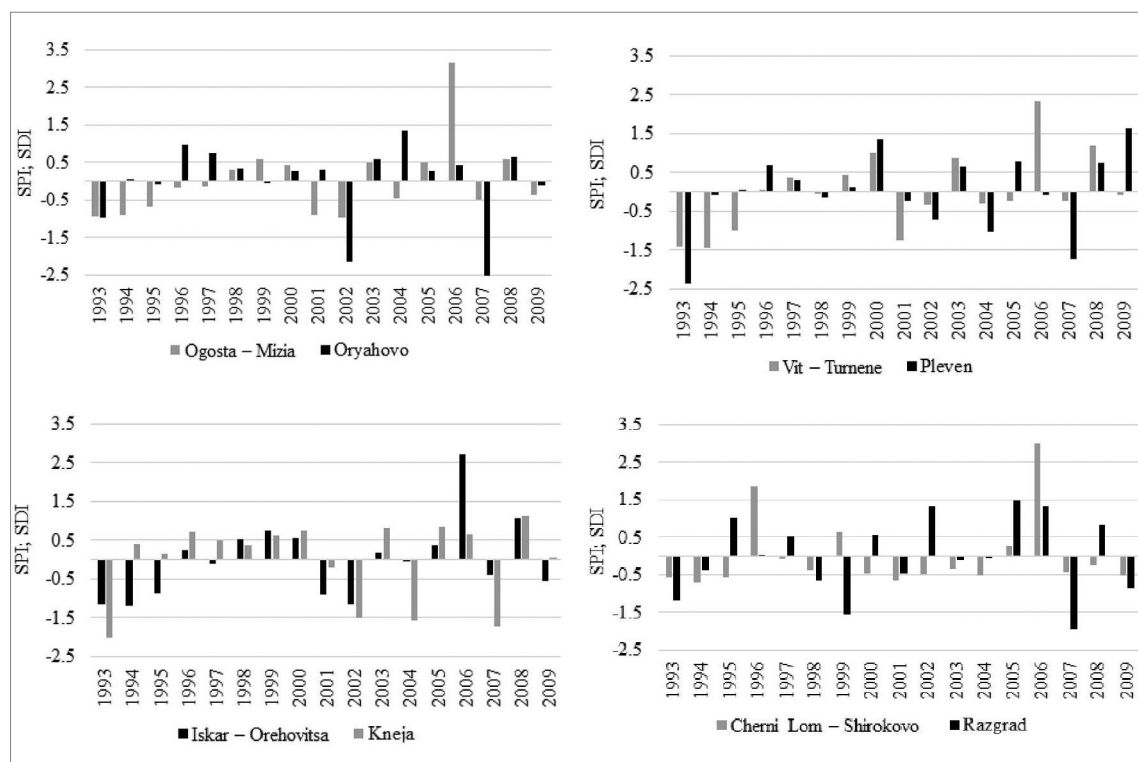 SPI; SDI
3.5
2.5
1.5
0.5
-0.5
-1.5
-2.5
1993 1994 1995 1996 1997 1998 1999 2000 2001 2002 2003 2004 2005 2006 2007 2008 2009
Ogosta – Mizia Oryahovo
SPI; SDI
3.5
2.5
1.5
0.5
-0.5
-1.5
-2.5
1993 1994 1995 1996 1997 1998 1999 2000 2001 2002 2003 2004 2005 2006 2007 2008 2009
Vit – Turnene Pleven
SPI; SDI
3.5
2.5
1.5
0.5
-0.5
-1.5
-2.5
1993 1994 1995 1996 1997 1998 1999 2000 2001 2002 2003 2004 2005 2006 2007 2008 2009
Iskar – Orehovitsa Kneja
SPI; SDI
3.5
2.5
1.5
0.5
-0.5
-1.5
-2.5
1993 1994 1995 1996 1997 1998 1999 2000 2001 2002 2003 2004 2005 2006 2007 2008 2009
Cherni Lom – Shirokovo Razgrad